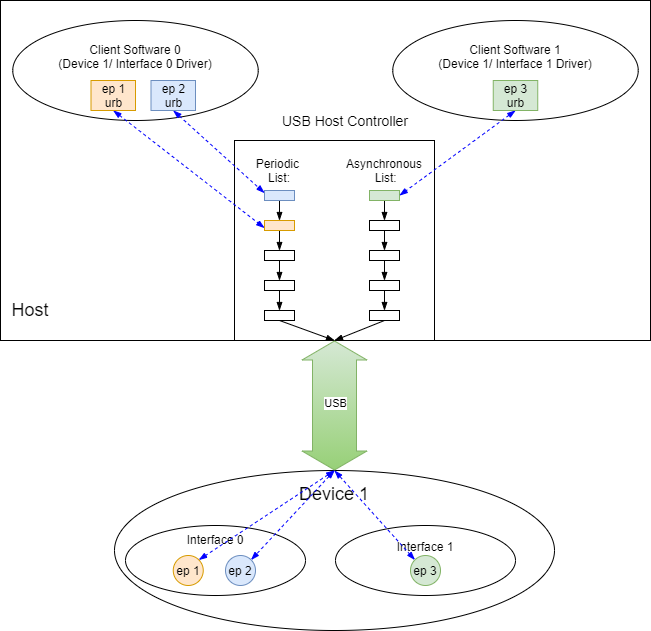 Client Software 0
(Device 1/ Interface 0 Driver)
ep 1
urb
ep 2
urb
Client Software 1
(Device 1/ Interface 1 Driver)
ep 3
urb
USB Host Controller
Periodic
List:
Asynchronous
List:
Host
USB
Device 1
Interface 0
ep 1
ep 2
Interface 1
ep 3